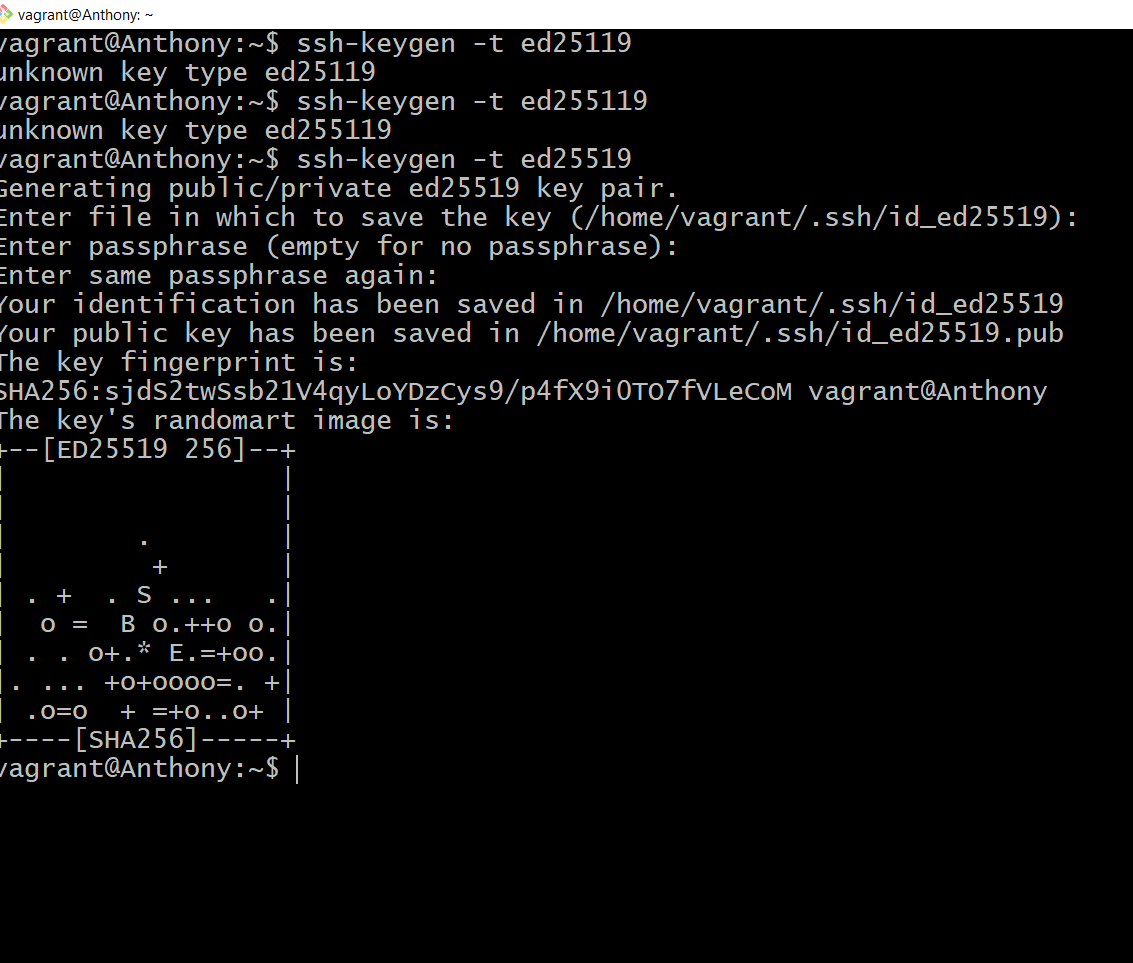 vagrant@Anthony: ~
vagrant@Anthony:~$ ssh-keygen -t ed25119
unknown key type ed25119
vagrant@Anthony:~$ ssh-keygen -t ed255119
unknown key type ed255119
vagrant@Anthony:~$ ssh-keygen -t ed25519
Generating public/private ed25519 key pair.
Enter file in which to save the key (/home/vagrant/.ssh/id_ed25519):
Enter passphrase (empty for no passphrase):
Enter same passphrase again:
Your identification has been saved in /home/vagrant/.ssh/id_ed25519
Your public key has been saved in /home/vagrant/.ssh/id_ed25519.pub
The key fingerprint is:
SHA256:sjdS2twSsb21V4qyLoYDzCys9/p4fX9i0TO7fVLeCoM vagrant@Anthony
The key's randomart image is:
+--[ED25519 256]--+
|                 |
|                 |
|        .        |
|         +       |
| . +  . S ...   .|
|  o =  B o.++o o.|
| . . o+.* E.=+oo.|
|. ... +o+oooo=. +|
| .o=o  + =+o..o+ |
+----[SHA256]-----+
vagrant@Anthony:~$